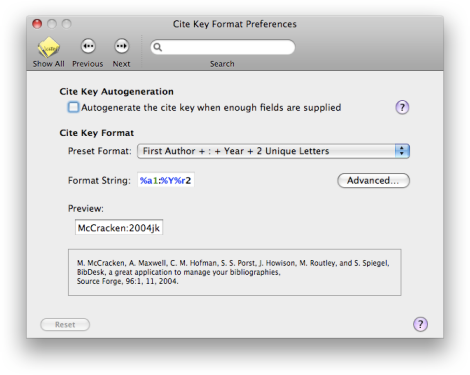 Cite Key Format Preferences
Show All Previous Next Search
Cite Key Autogeneration
Autogenerate the cite key when enough fields are supplied
?
Cite Key Format
Preset Format: First Author + : + Year + 2 Unique Letters
Format String: %a1:%Y%r2 Advanced...
Preview:
McCracken:2004jk
M. McCracken, A. Maxwell, C. M. Hofman, S. S. Porst, J. Howison, M. Routley, and S. Spiegel,
BibDesk, a great application to manage your bibliographies,
Source Forge, 96:1, 11, 2004.
Reset ?